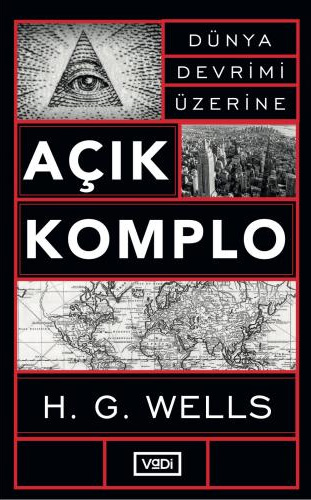 DÜNYA
DEVRİMİ
ÜZERİNE
AÇIK
KOMPLO
H. G. WELLS
VaDi